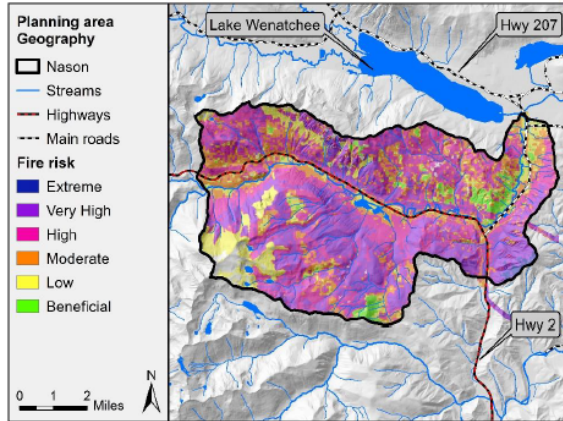 Planning area
Geography
Nason
Streams
Highways
Main roads
Fire risk
Extreme
Very High
High
Moderate
Low
Beneficial
N
0 1 2
Miles
Lake Wenatchee
Hwy 207
Hwy 2